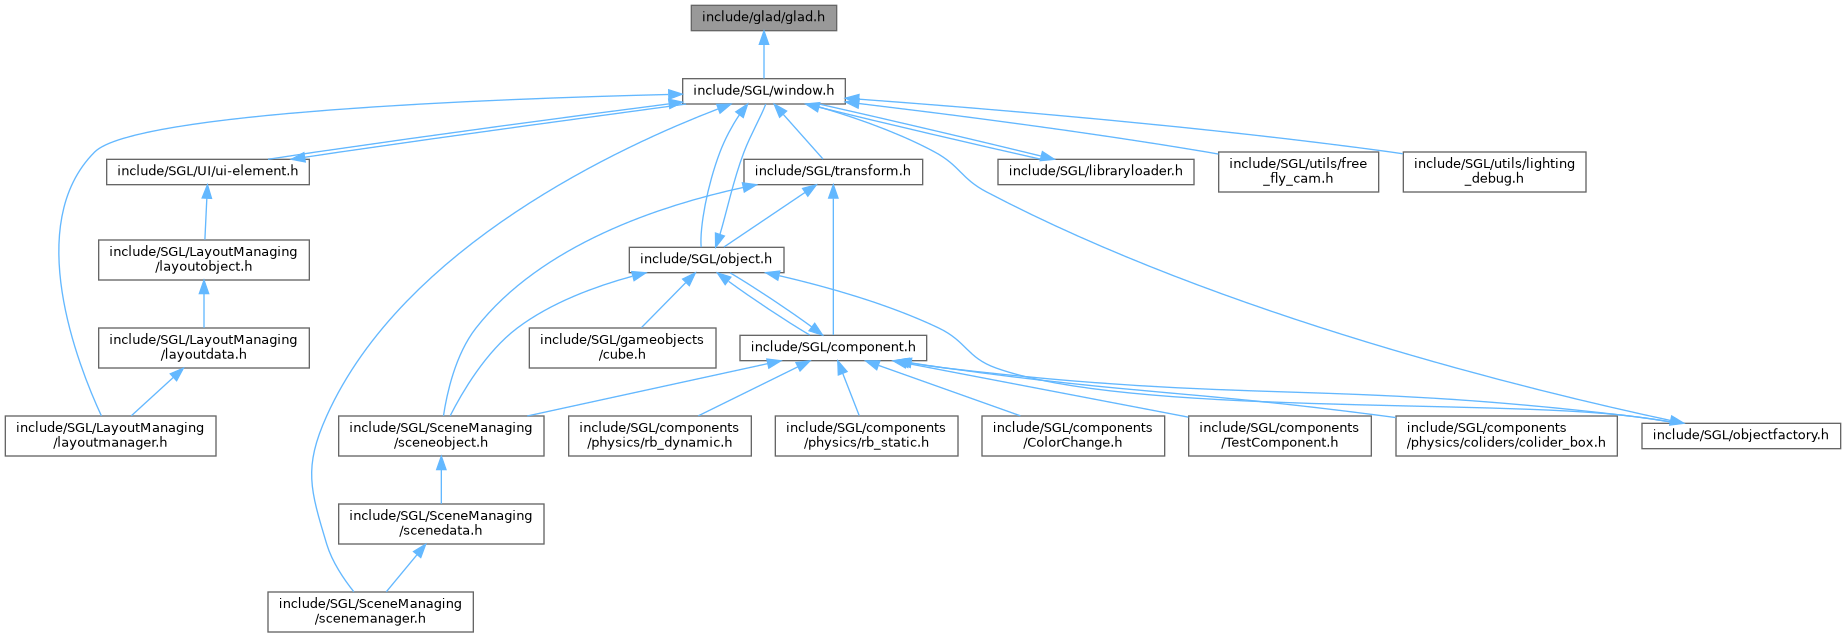 include/glad/glad.h
include/SGL/window.h
include/SGL/UI/ui-element.h
include/SGL/transform.h
include/SGL/libraryloader.h
include/SGL/utils/free
_fly_cam.h
include/SGL/utils/lighting
_debug.h
include/SGL/LayoutManaging
/layoutobject.h
include/SGL/object.h
include/SGL/LayoutManaging
/layoutdata.h
include/SGL/gameobjects
/cube.h
include/SGL/component.h
include/SGL/LayoutManaging
/layoutmanager.h
include/SGL/SceneManaging
/sceneobject.h
include/SGL/components
/physics/rb_dynamic.h
include/SGL/components
/physics/rb_static.h
include/SGL/components
/ColorChange.h
include/SGL/components
/TestComponent.h
include/SGL/components
/physics/coliders/colider_box.h
include/SGL/objectfactory.h
include/SGL/SceneManaging
/scenedata.h
include/SGL/SceneManaging
/scenemanager.h